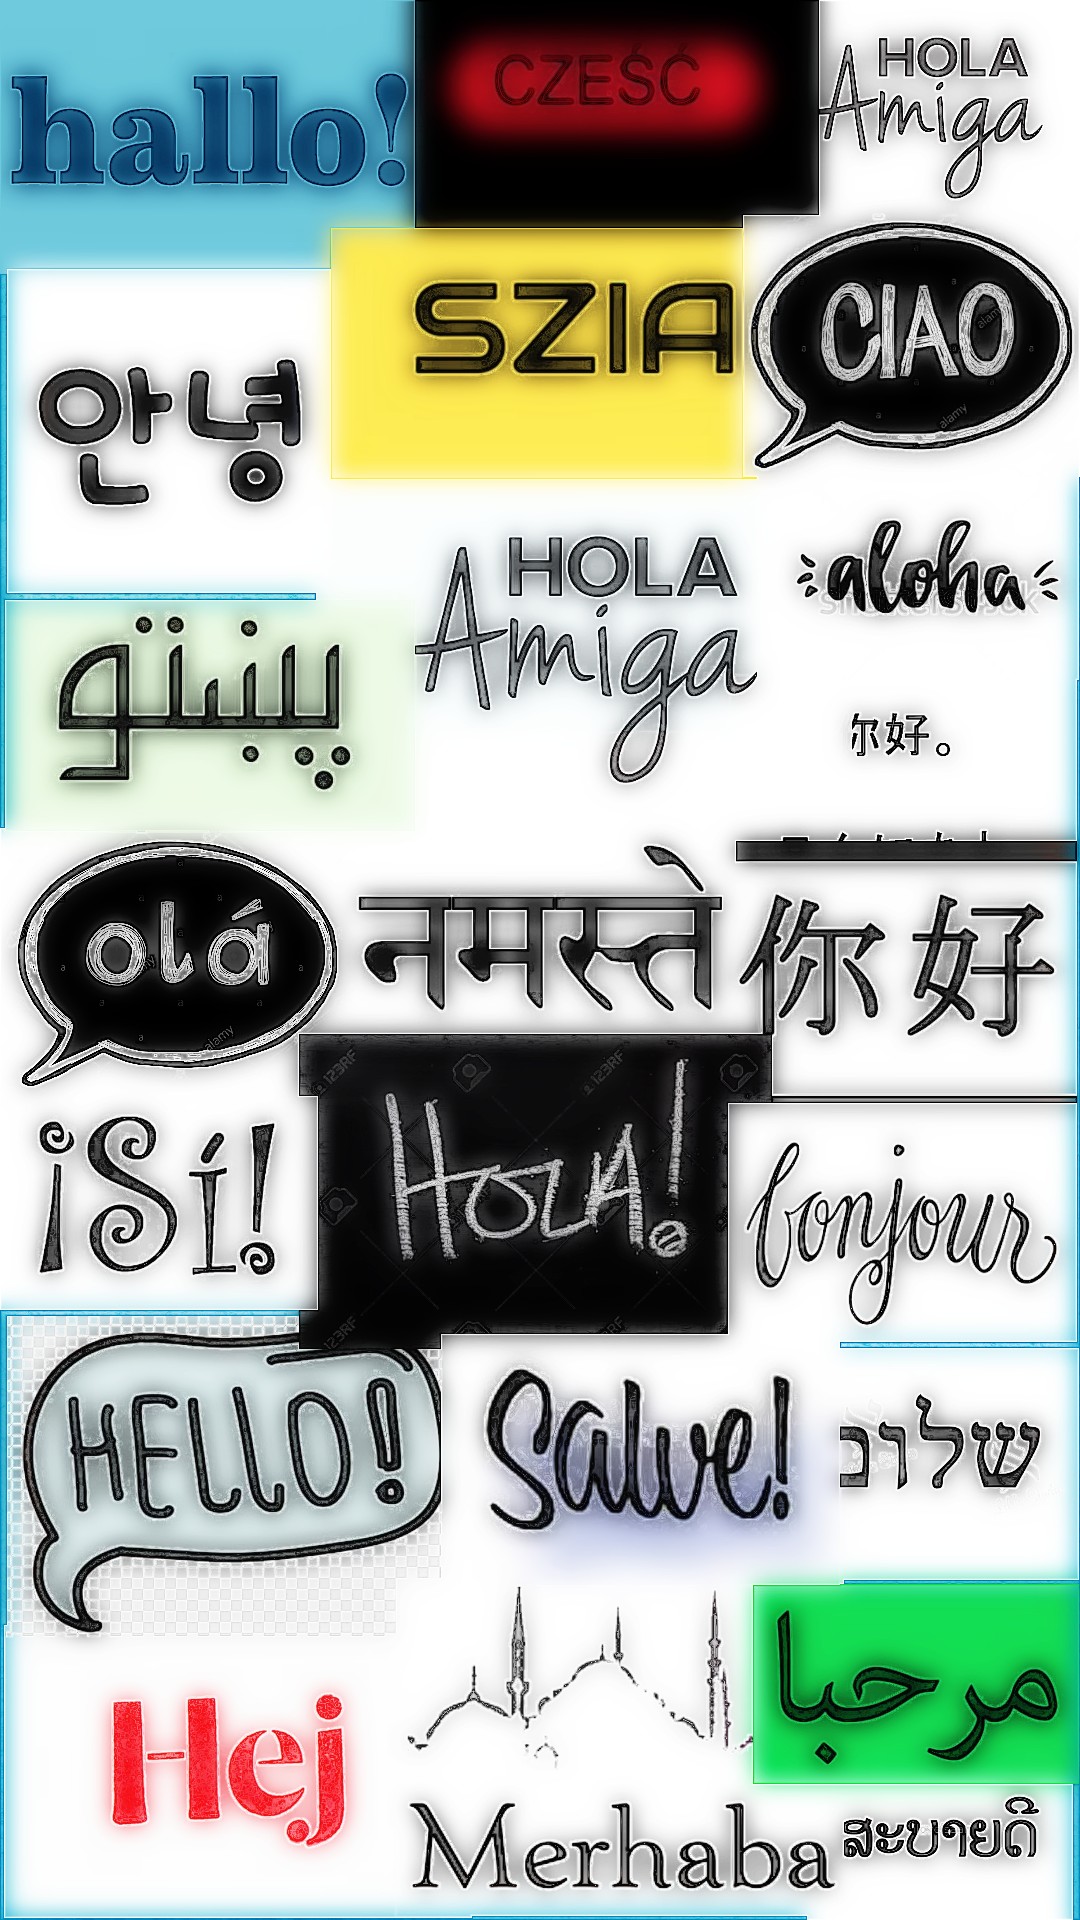 hallo!
CZEŚĆ
HOLA
Amiga
안녕
SZIA
CIAO
HOLA
Amiga
aloha
پښتو
你好。
olá
नमस्ते
你好
¡Sí!
HOLA!
bonjour
HELLO!
Salve!
שלום
Hej
مرحبا
Merhaba
ສະບາຍດີ